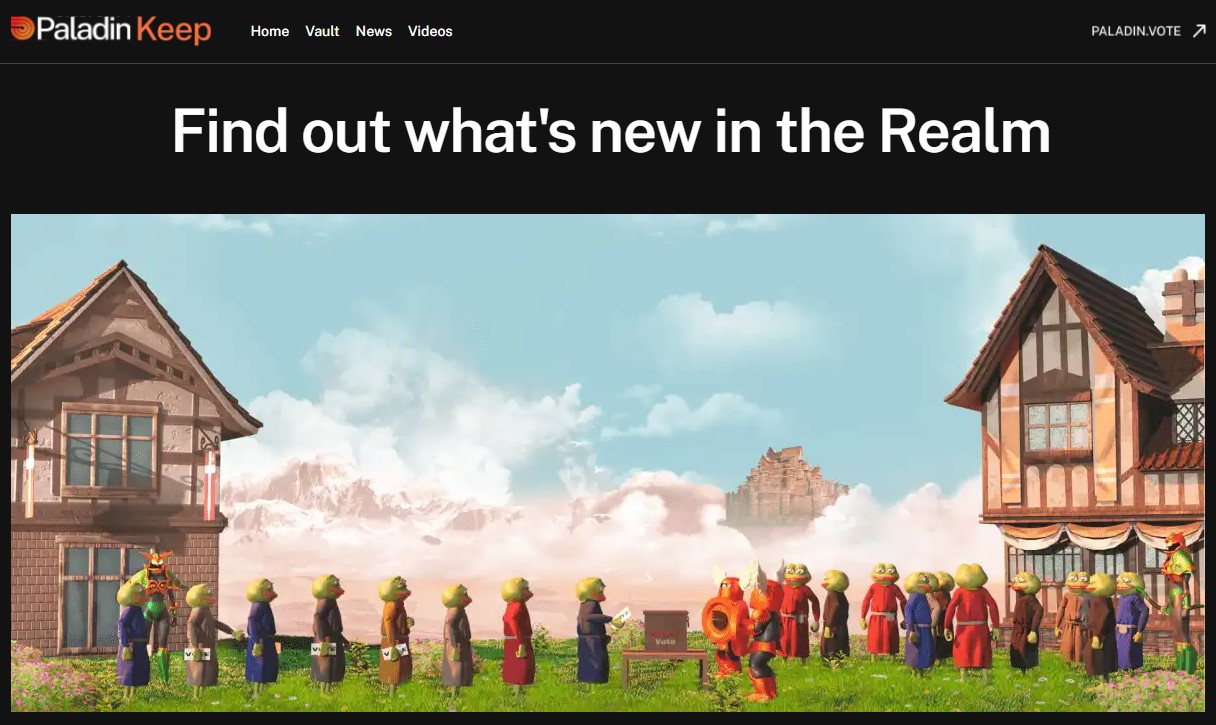 Paladin Keep
Home Vault News Videos
PALADIN.VOTE
Find out what's new in the Realm
Vote